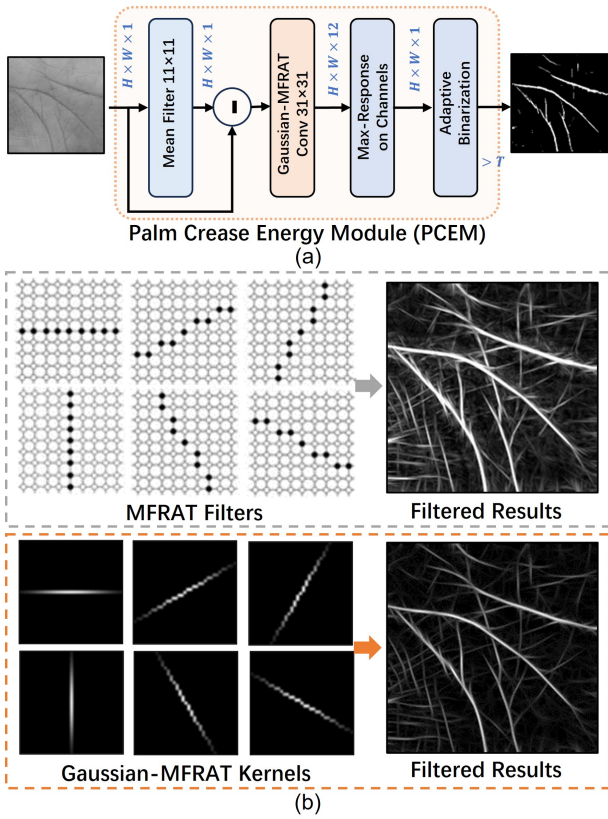 H × W × 1
Mean Filter 11×11
H × W × 1
-
Gaussian-MFRAT
Conv 31×31
H × W × 12
Max-Response
on Channels
H × W × 1
Adaptive
Binarization
> T
Palm Crease Energy Module (PCEM)
(a)
MFRAT Filters
Filtered Results
Gaussian-MFRAT Kernels
Filtered Results
(b)